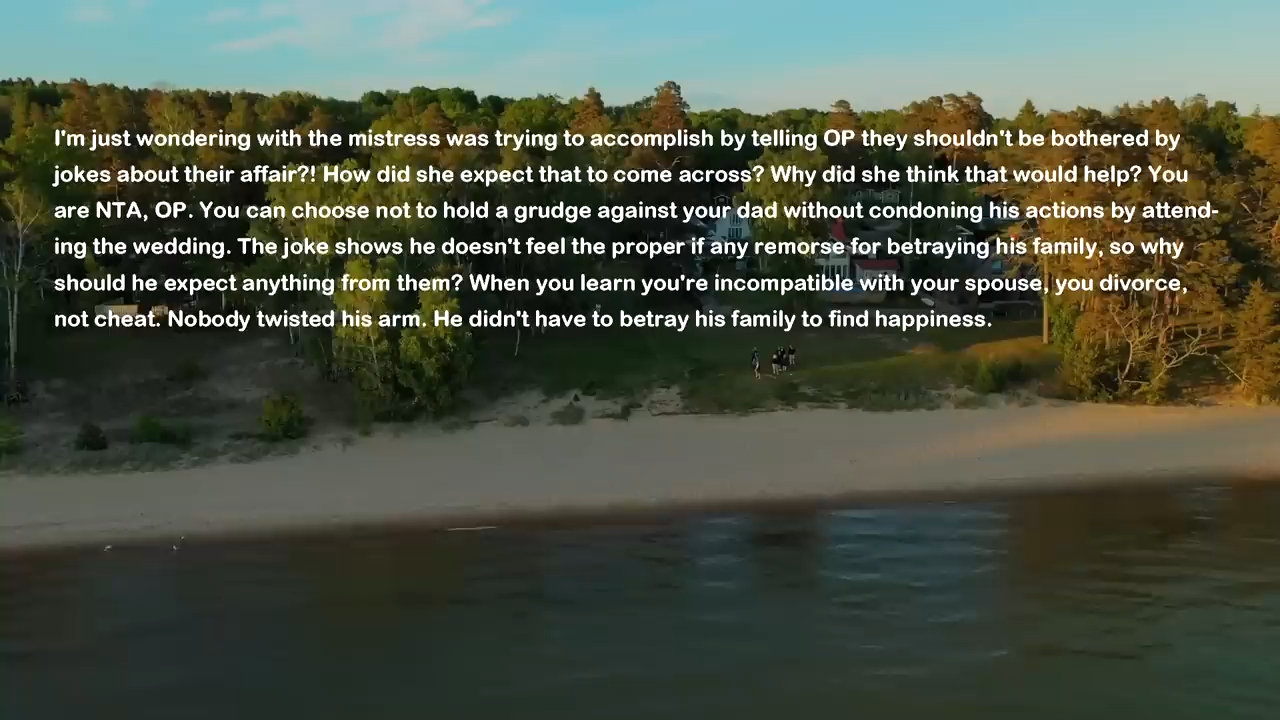 I'm just wondering with the mistress was trying to accomplish by telling OP they shouldn't be bothered by
jokes about their affair?! How did she expect that to come across? Why did she think that would help? You
are NTA, OP. You can choose not to hold a grudge against your dad without condoning his actions by attend-
ing the wedding. The joke shows he doesn't feel the proper if any remorse for betraying his family, so why
should he expect anything from them? When you learn you're incompatible with your spouse, you divorce,
not cheat. Nobody twisted his arm. He didn't have to betray his family to find happiness.